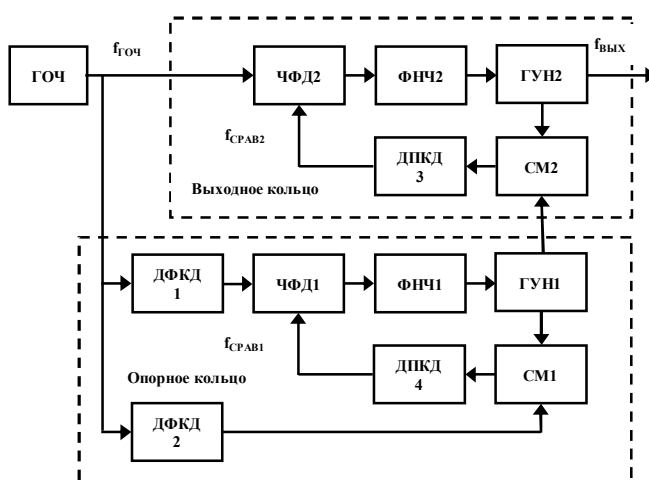 ГОЧ
fГОЧ
ЧФД2
ФНЧ2
ГУН2
fВЫХ
fСРАВ2
ДПКД
3
СМ2
Выходное кольцо
ДФКД
1
ЧФД1
ФНЧ1
ГУН1
fСРАВ1
ДПКД
4
СМ1
Опорное кольцо
ДФКД
2